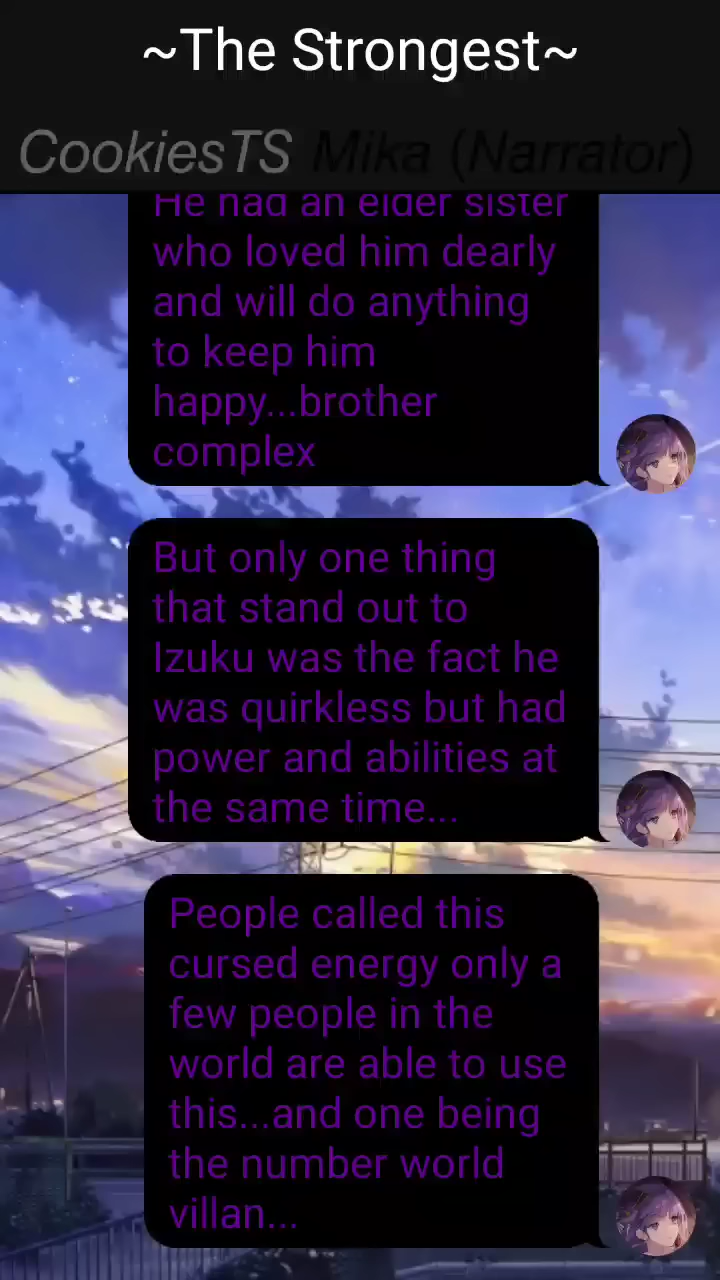 ~The Strongest~
CookiesTS Mika (Narrator)
He had an elder sister
who loved him dearly
and will do anything
to keep him
happy...brother
complex
But only one thing
that stand out to
Izuku was the fact he
was quirkless but had
power and abilities at
the same time...
People called this
cursed energy only a
few people in the
world are able to use
this...and one being
the number world
villan...